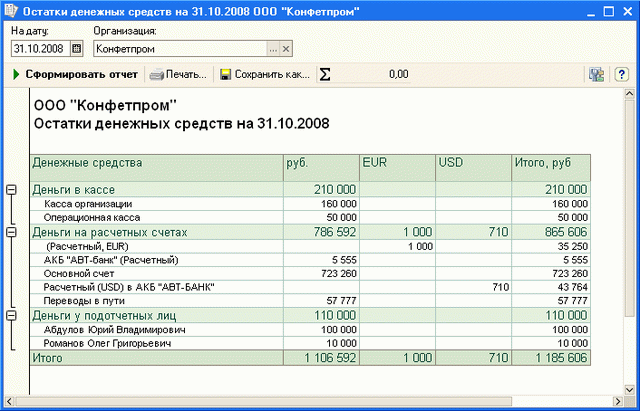 Остатки денежных средств на 31.10.2008 ООО "Конфетпром"
На дату: Организация:
31.10.2008 Конфетпром ... ×
Сформировать отчет Печать... Сохранить как... Σ 0,00 ?
ООО "Конфетпром"
Остатки денежных средств на 31.10.2008
Денежные средства руб. EUR USD Итого, руб
Деньги в кассе 210 000 210 000
Касса организации 160 000 160 000
Операционная касса 50 000 50 000
Деньги на расчетных счетах 786 592 1 000 710 865 606
(Расчетный, EUR) 1 000 35 250
АКБ "АВТ-банк" (Расчетный) 5 555 5 555
Основной счет 723 260 723 260
Расчетный (USD) в АКБ "АВТ-БАНК" 710 43 764
Переводы в пути 57 777 57 777
Деньги у подотчетных лиц 110 000 110 000
Абдулов Юрий Владимирович 100 000 100 000
Романов Олег Григорьевич 10 000 10 000
Итого 1 106 592 1 000 710 1 185 606